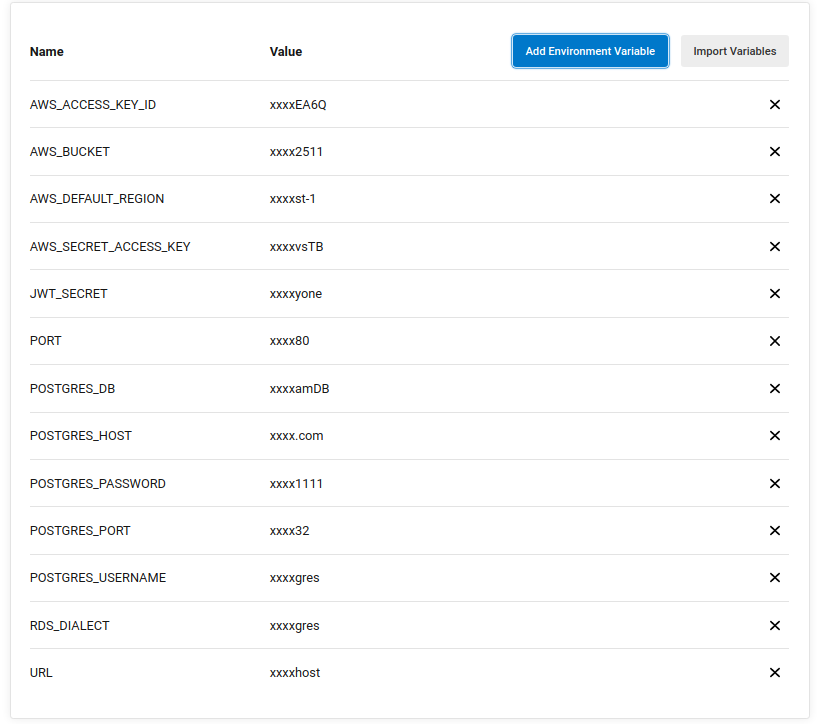 Name Value Add Environment Variable Import Variables
AWS_ACCESS_KEY_ID xxxxEA6Q
AWS_BUCKET xxxx2511
AWS_DEFAULT_REGION xxxxst-1
AWS_SECRET_ACCESS_KEY xxxxvsTB
JWT_SECRET xxxxyone
PORT xxxx80
POSTGRES_DB xxxxamDB
POSTGRES_HOST xxxx.com
POSTGRES_PASSWORD xxxx1111
POSTGRES_PORT xxxx32
POSTGRES_USERNAME xxxxgres
RDS_DIALECT xxxxgres
URL xxxxhost